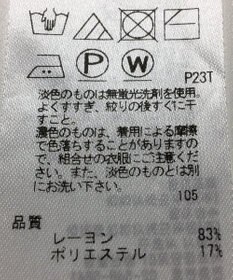 P W
P23T
淡色のものは無蛍光洗剤を使用。
よくすすぎ、絞りの後すぐ1二干
すこと。
濃色のものは、着用による摩擦
で色落ちすることがありますの
で、組合せの衣服にご注意くださ
い。また、淡色のものとは別
にお洗い下さい。
105
品質
レーヨン 83%
ポリエステル 17%